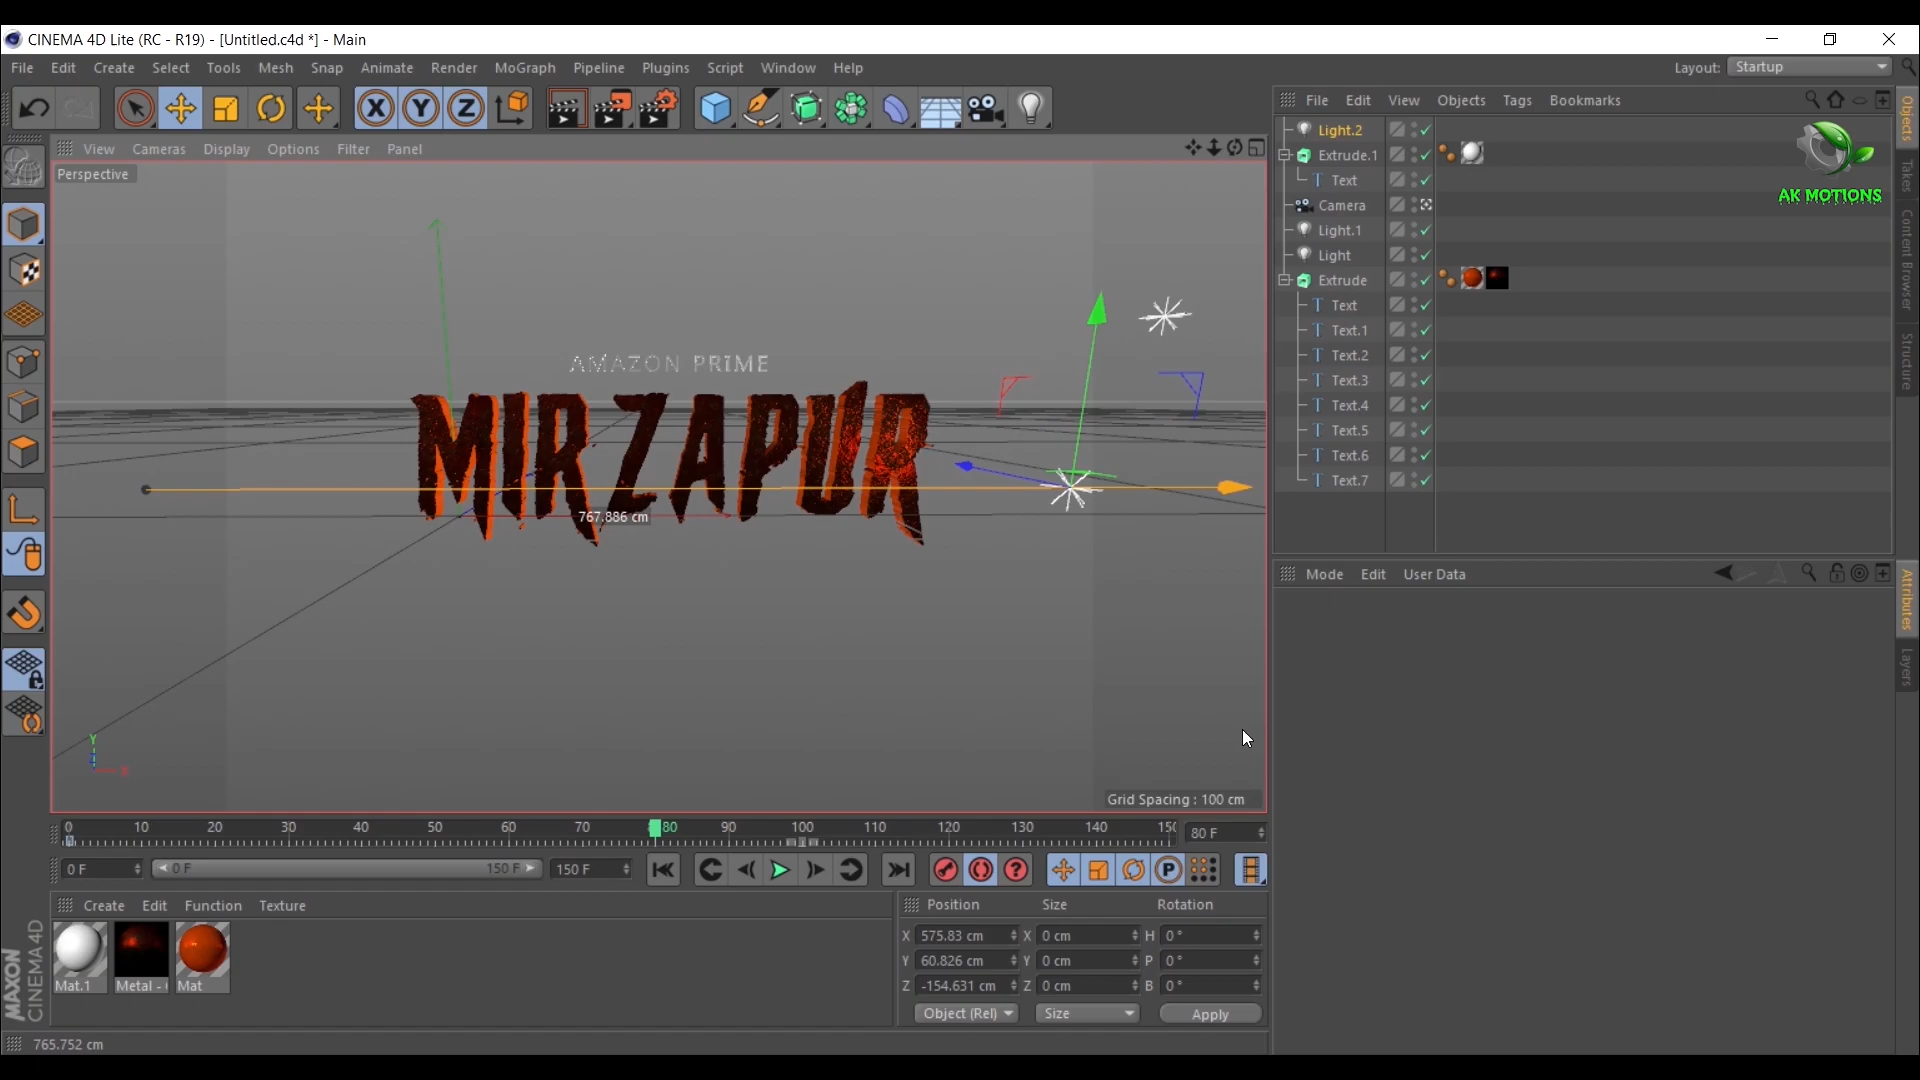 CINEMA 4D Lite (RC - R19) - [Untitled.c4d *] - Main
File Edit Create Select Tools Mesh Snap Animate Render MoGraph Pipeline Plugins Script Window Help
Layout: Startup
X Y Z
View Cameras Display Options Filter Panel
Perspective
AMAZON PRIME
MIRZAPUR
767.886 cm
Y
X
Grid Spacing : 100 cm
File Edit View Objects Tags Bookmarks
Light.2
Extrude.1
Text
Camera
Light.1
Light
Extrude
Text
Text.1
Text.2
Text.3
Text.4
Text.5
Text.6
Text.7
AK MOTIONS
Objects
Takes
Content Browser
Structure
Mode Edit User Data
Attributes
Layers
0 10 20 30 40 50 60 70 80 90 100 110 120 130 140 150
80 F
0 F 0 F 150 F 150 F
P
Create Edit Function Texture
Mat.1 Metal - Mat
Position Size Rotation
X 575.83 cm X 0 cm H 0 °
Y 60.826 cm Y 0 cm P 0 °
Z -154.631 cm Z 0 cm B 0 °
Object (Rel) Size Apply
MAXON
CINEMA 4D
765.752 cm